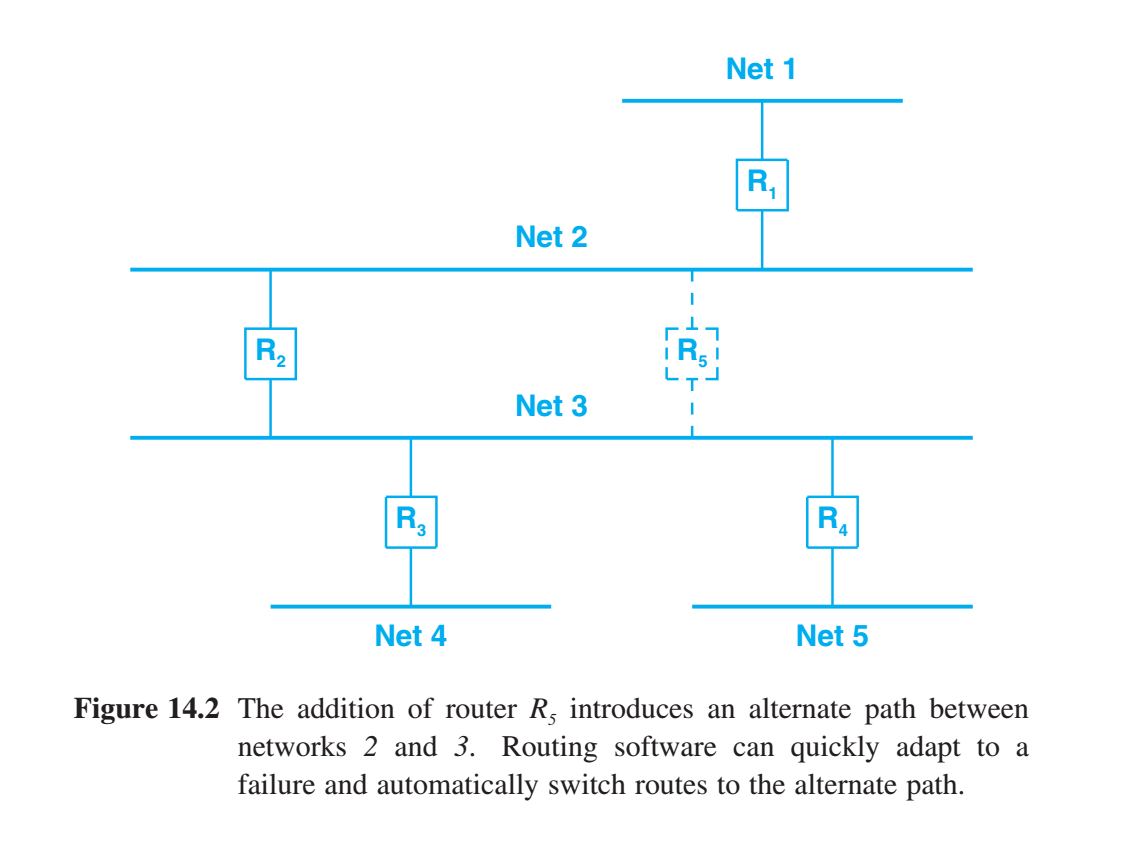 Net 1
R₁
Net 2
R₂
R₅
Net 3
R₃
R₄
Net 4
Net 5
Figure 14.2 The addition of router R₅ introduces an alternate path between
networks 2 and 3. Routing software can quickly adapt to a
failure and automatically switch routes to the alternate path.